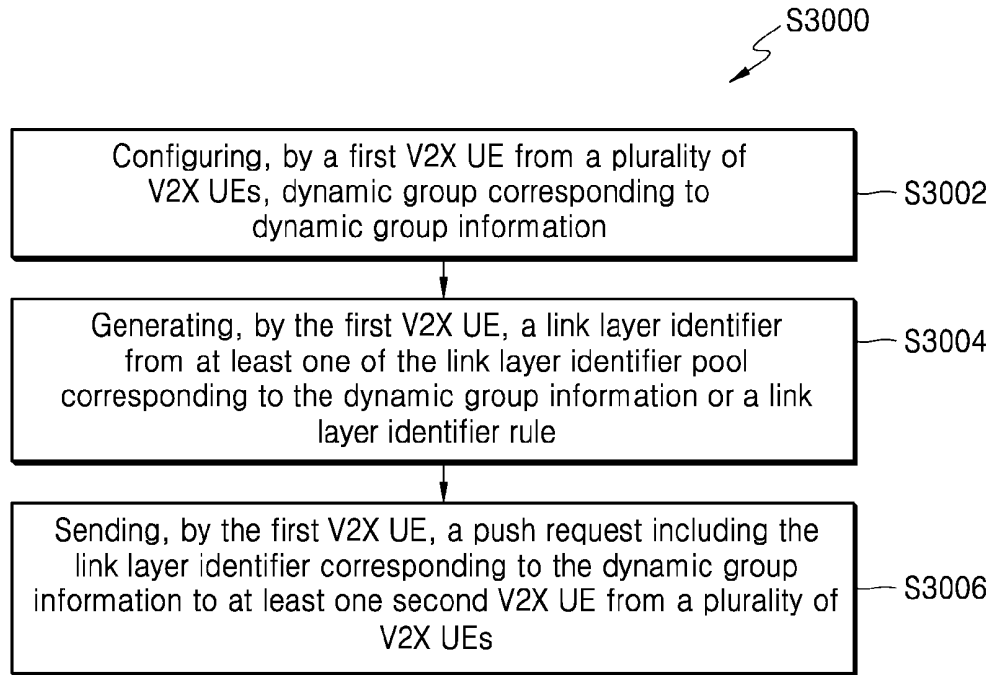 S3000
Configuring, by a first V2X UE from a plurality of
V2X UEs, dynamic group corresponding to
dynamic group information
S3002
Generating, by the first V2X UE, a link layer identifier
from at least one of the link layer identifier pool
corresponding to the dynamic group information or a link
layer identifier rule
S3004
Sending, by the first V2X UE, a push request including the
link layer identifier corresponding to the dynamic group
information to at least one second V2X UE from a plurality of
V2X UEs
S3006